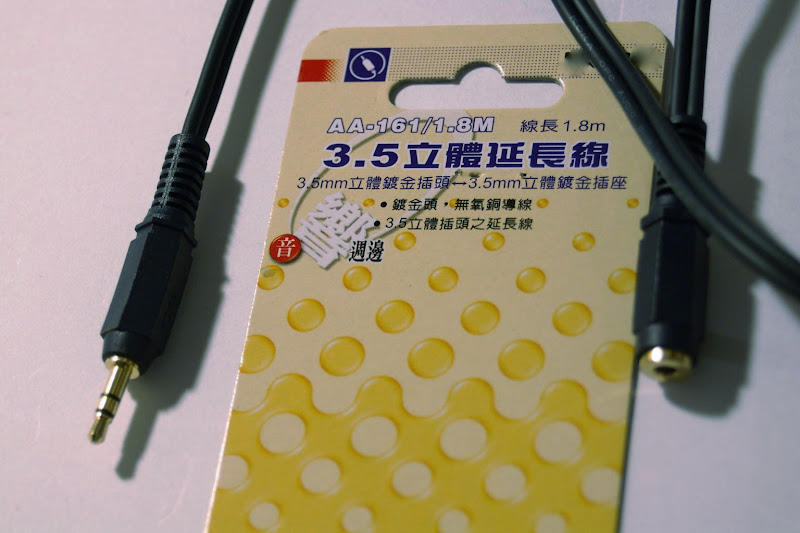 AA-161/1.8M 線長1.8m
3.5立體延長線
3.5mm立體鍍金插頭↔3.5mm立體鍍金插座
•鍍金頭，無氧銅導線
•3.5立體插頭之延長線
音響週邊